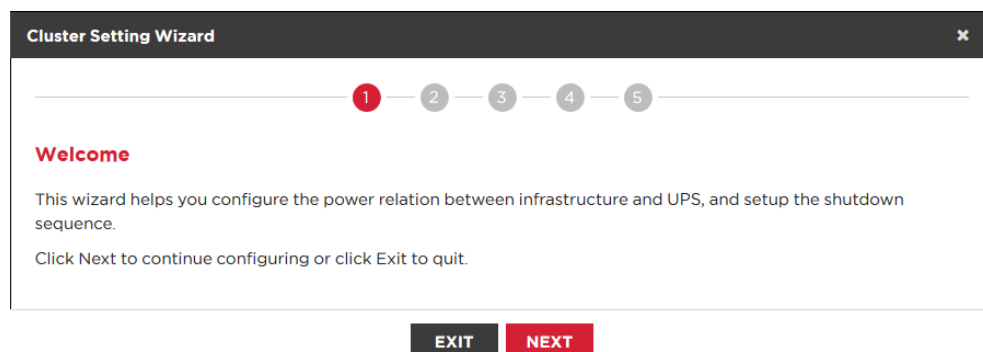 Cluster Setting Wizard ×
1 2 3 4 5
Welcome
This wizard helps you configure the power relation between infrastructure and UPS, and setup the shutdown
sequence.
Click Next to continue configuring or click Exit to quit.
EXIT NEXT